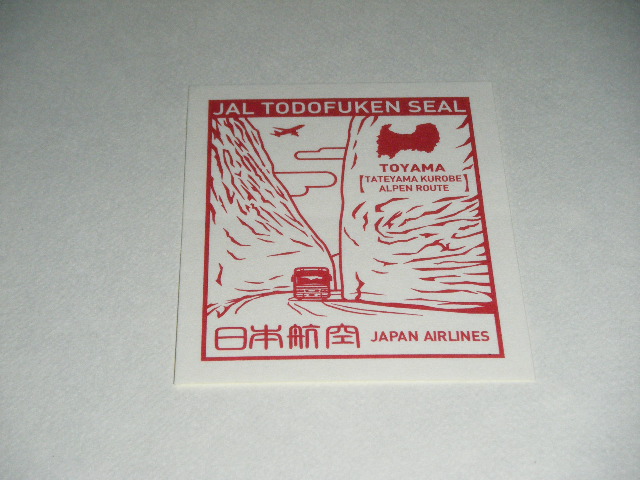 JAL TODOFUKEN SEAL
TOYAMA
[TATEYAMA KUROBE
ALPEN ROUTE]
日本航空 JAPAN AIRLINES